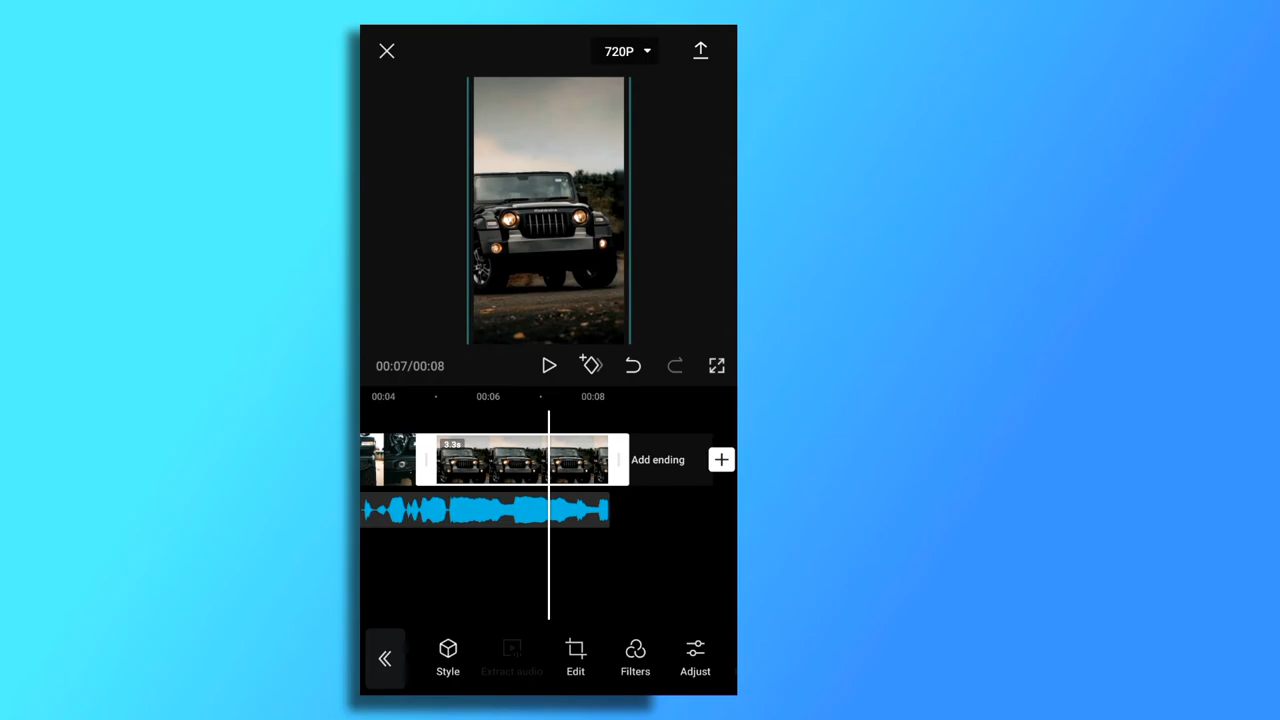 720P
00:07/00:08
00:04 00:06 00:08
3.3s
Add ending
Style Extract audio Edit Filters Adjust